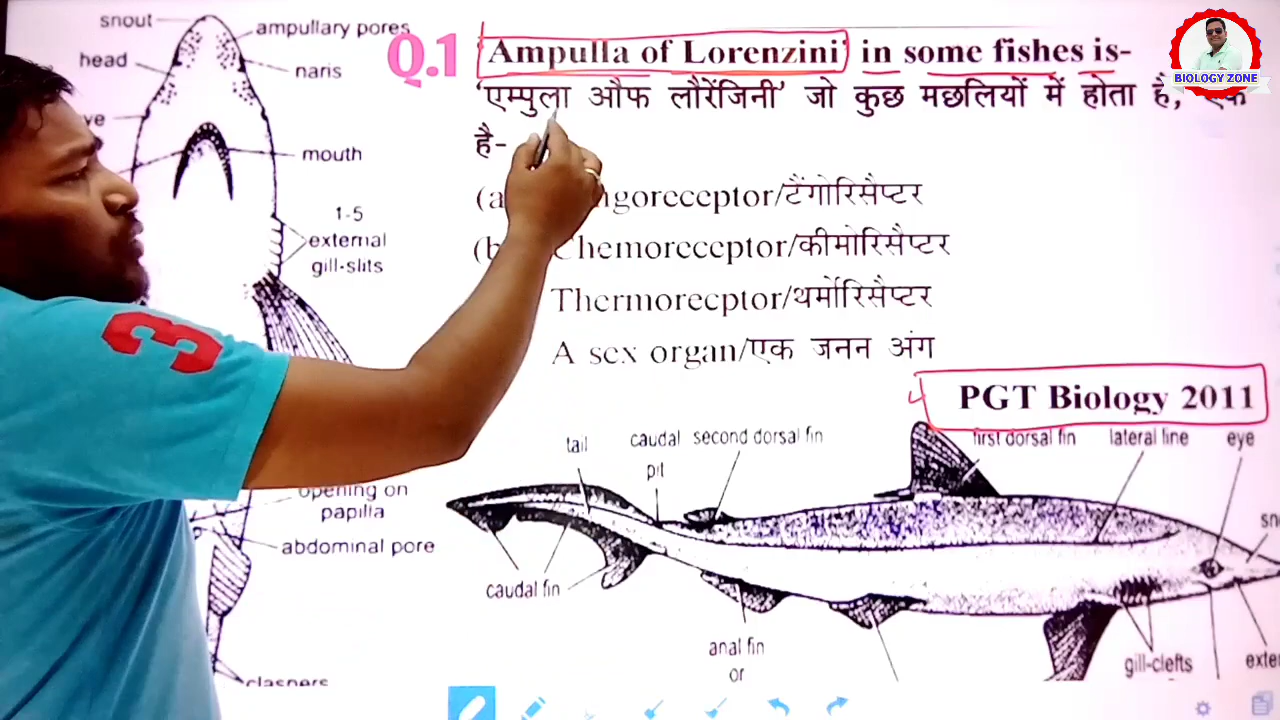 snout
ampullary pores
head
naris
mouth
1-5
external
gill-slits
opening on
papilla
abdominal pore
claspers
Q.1 'Ampulla of Lorenzini' in some fishes is-
'एम्पुला ऑफ लौरेंजिनी' जो कुछ मछलियों में होता है, एक
है-
Chemoreceptor/कीमोरिसैप्टर
Thermorecptor/थर्मोरिसैप्टर
A sex organ/एक जनन अंग
PGT Biology 2011
tail
caudal
pit
second dorsal fin
first dorsal fin
lateral line
eye
caudal fin
anal fin
or
gill-clefts
BIOLOGY ZONE
3